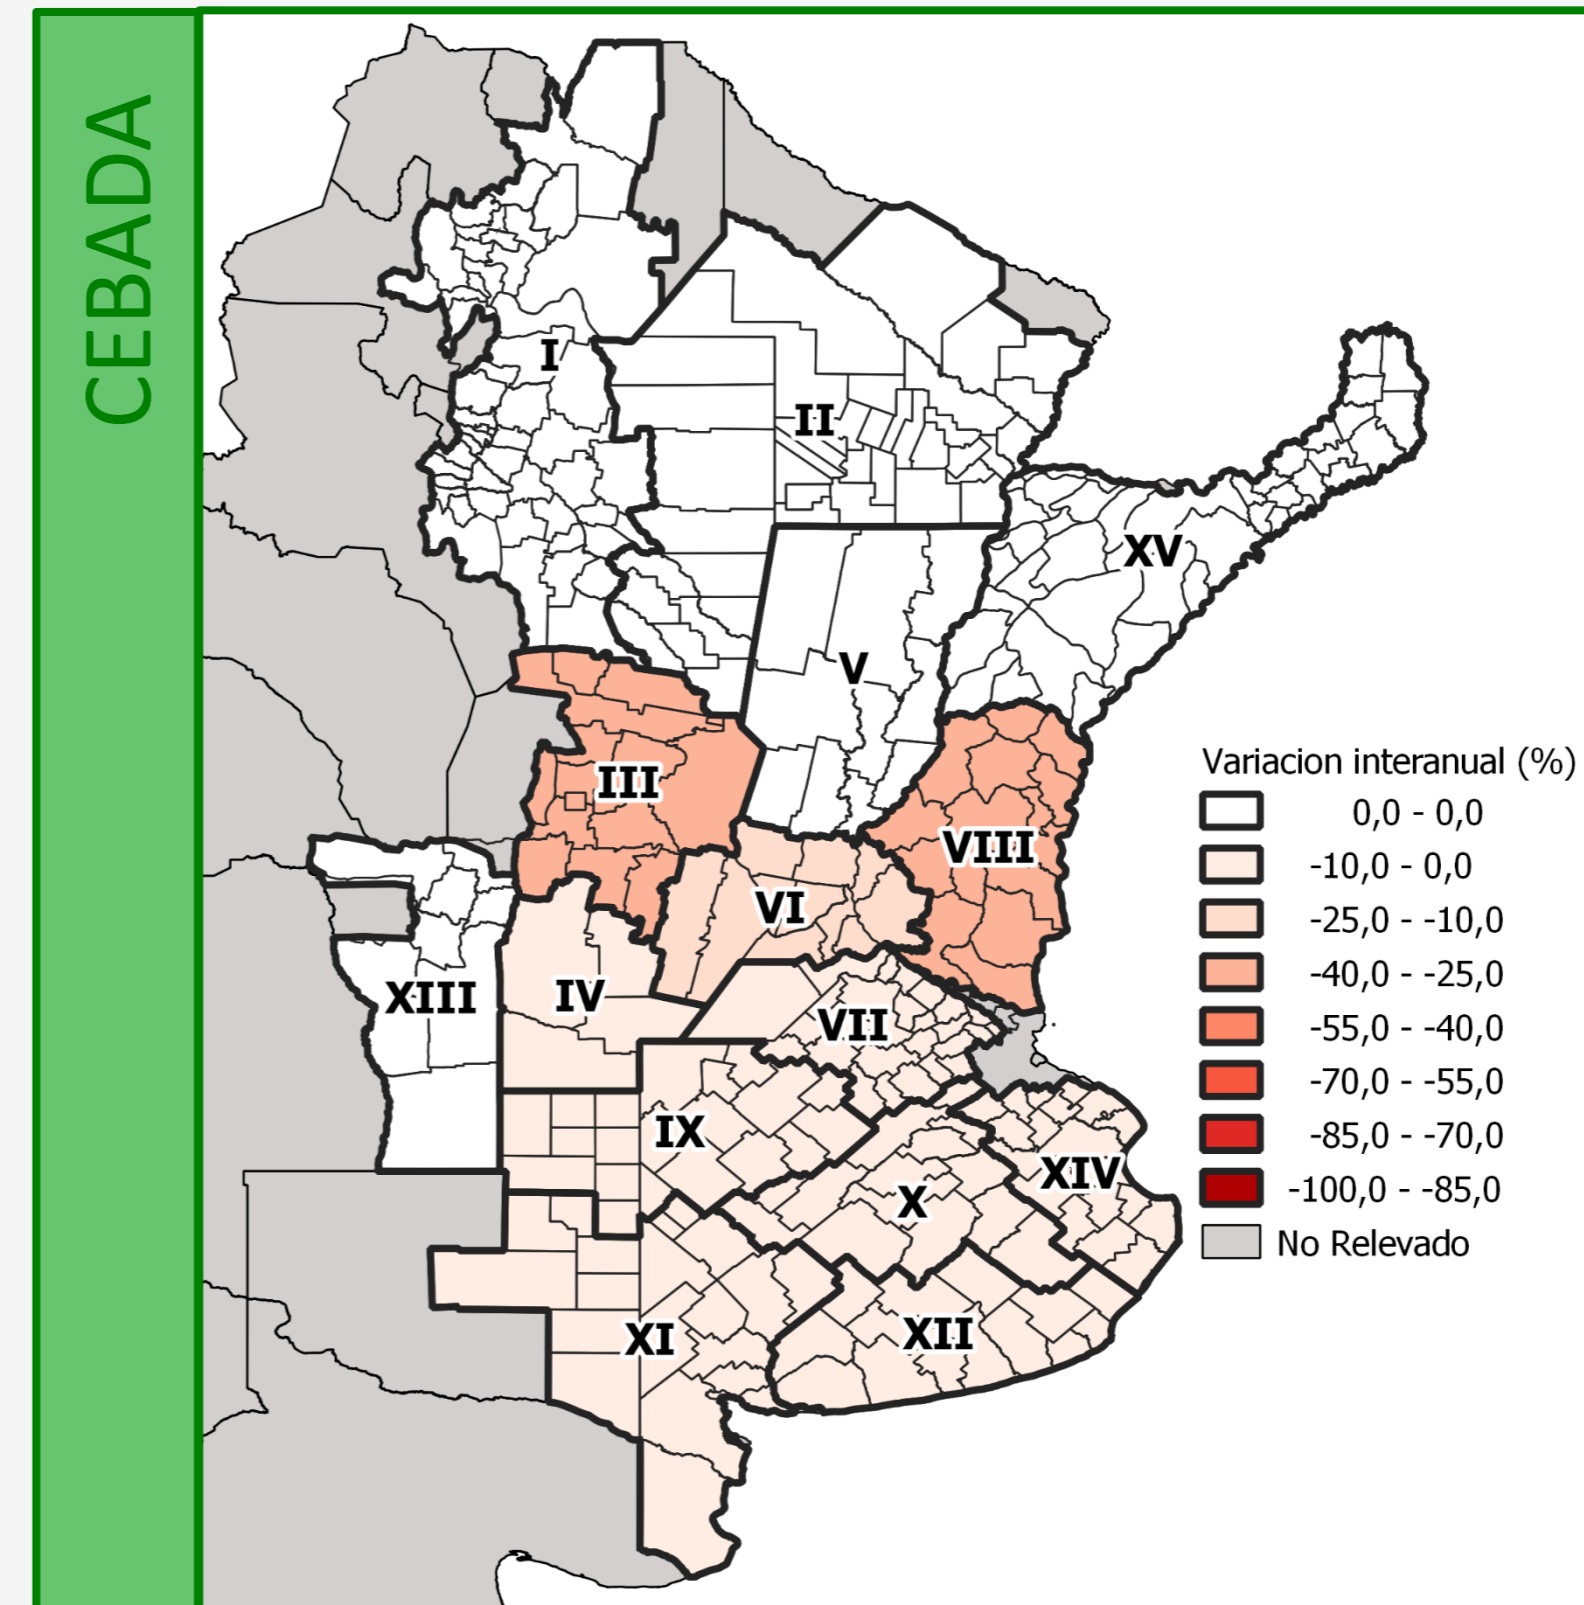 CEBADA
I
II
XV
V
III
VIII
VI
XIII
IV
VII
IX
XIV
X
XI
XII
Variacion interanual (%)
0,0 - 0,0
-10,0 - 0,0
-25,0 - -10,0
-40,0 - -25,0
-55,0 - -40,0
-70,0 - -55,0
-85,0 - -70,0
-100,0 - -85,0
No Relevado